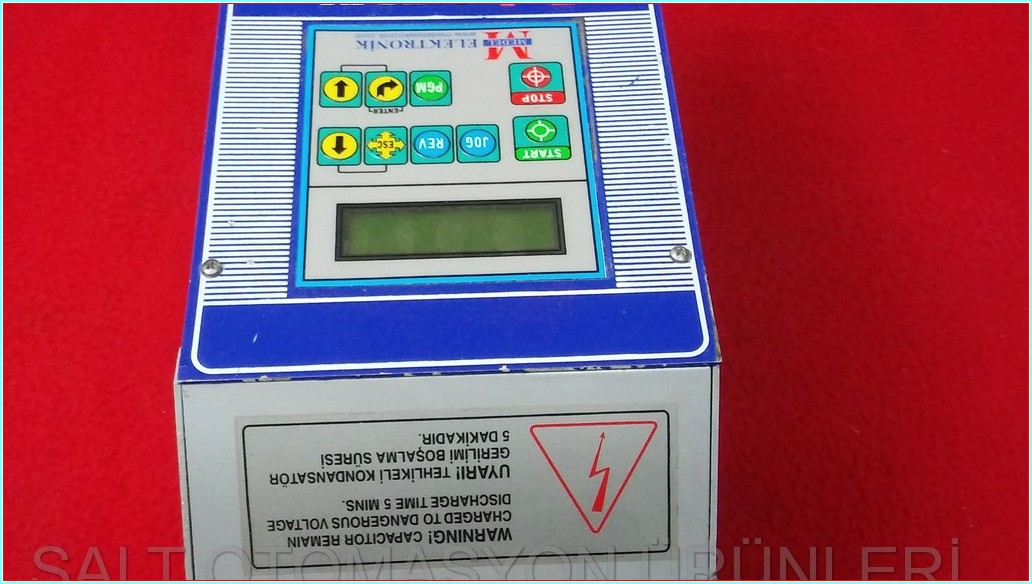 WARNING! CAPACITOR REMAIN
CHARGED TO DANGEROUS VOLTAGE
DISCHARGE TIME 5 MINS.
UYARI! TEHLİKELİ KONDANSATÖR
GERİLİMİ BOŞALMA SÜRESİ
5 DAKİKADIR.
START
JOG
REV
ESC
ENTER
STOP
PGM
MEDEL
ELEKTRONİK
SALT OTOMASYON ÜRÜNLERİ